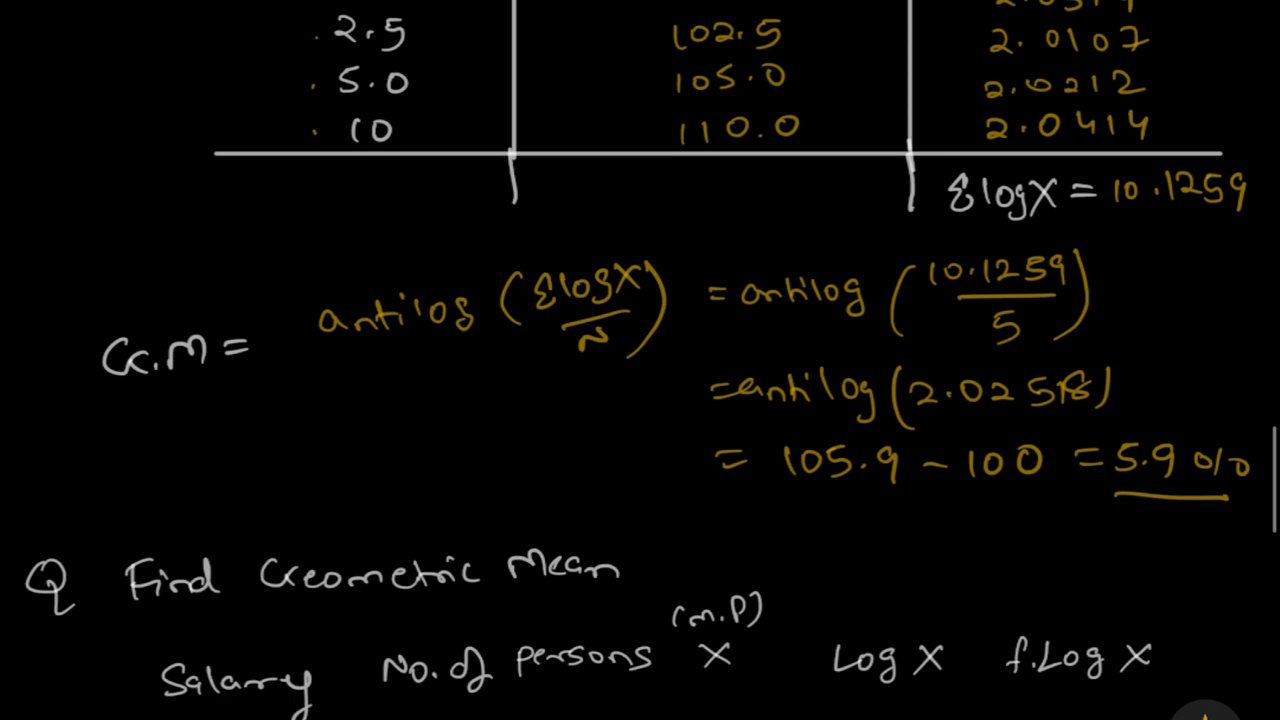 2.5 102.5 2.0107
5.0 105.0 2.0212
10 110.0 2.0414
ΣlogX = 10.1259
G.M = antilog (ΣlogX/N) = antilog (10.1259/5)
= antilog (2.02518)
= 105.9 - 100 = 5.9 %
Q Find Geometric Mean
(m.p)
Salary No. of persons X Log X f.Log X